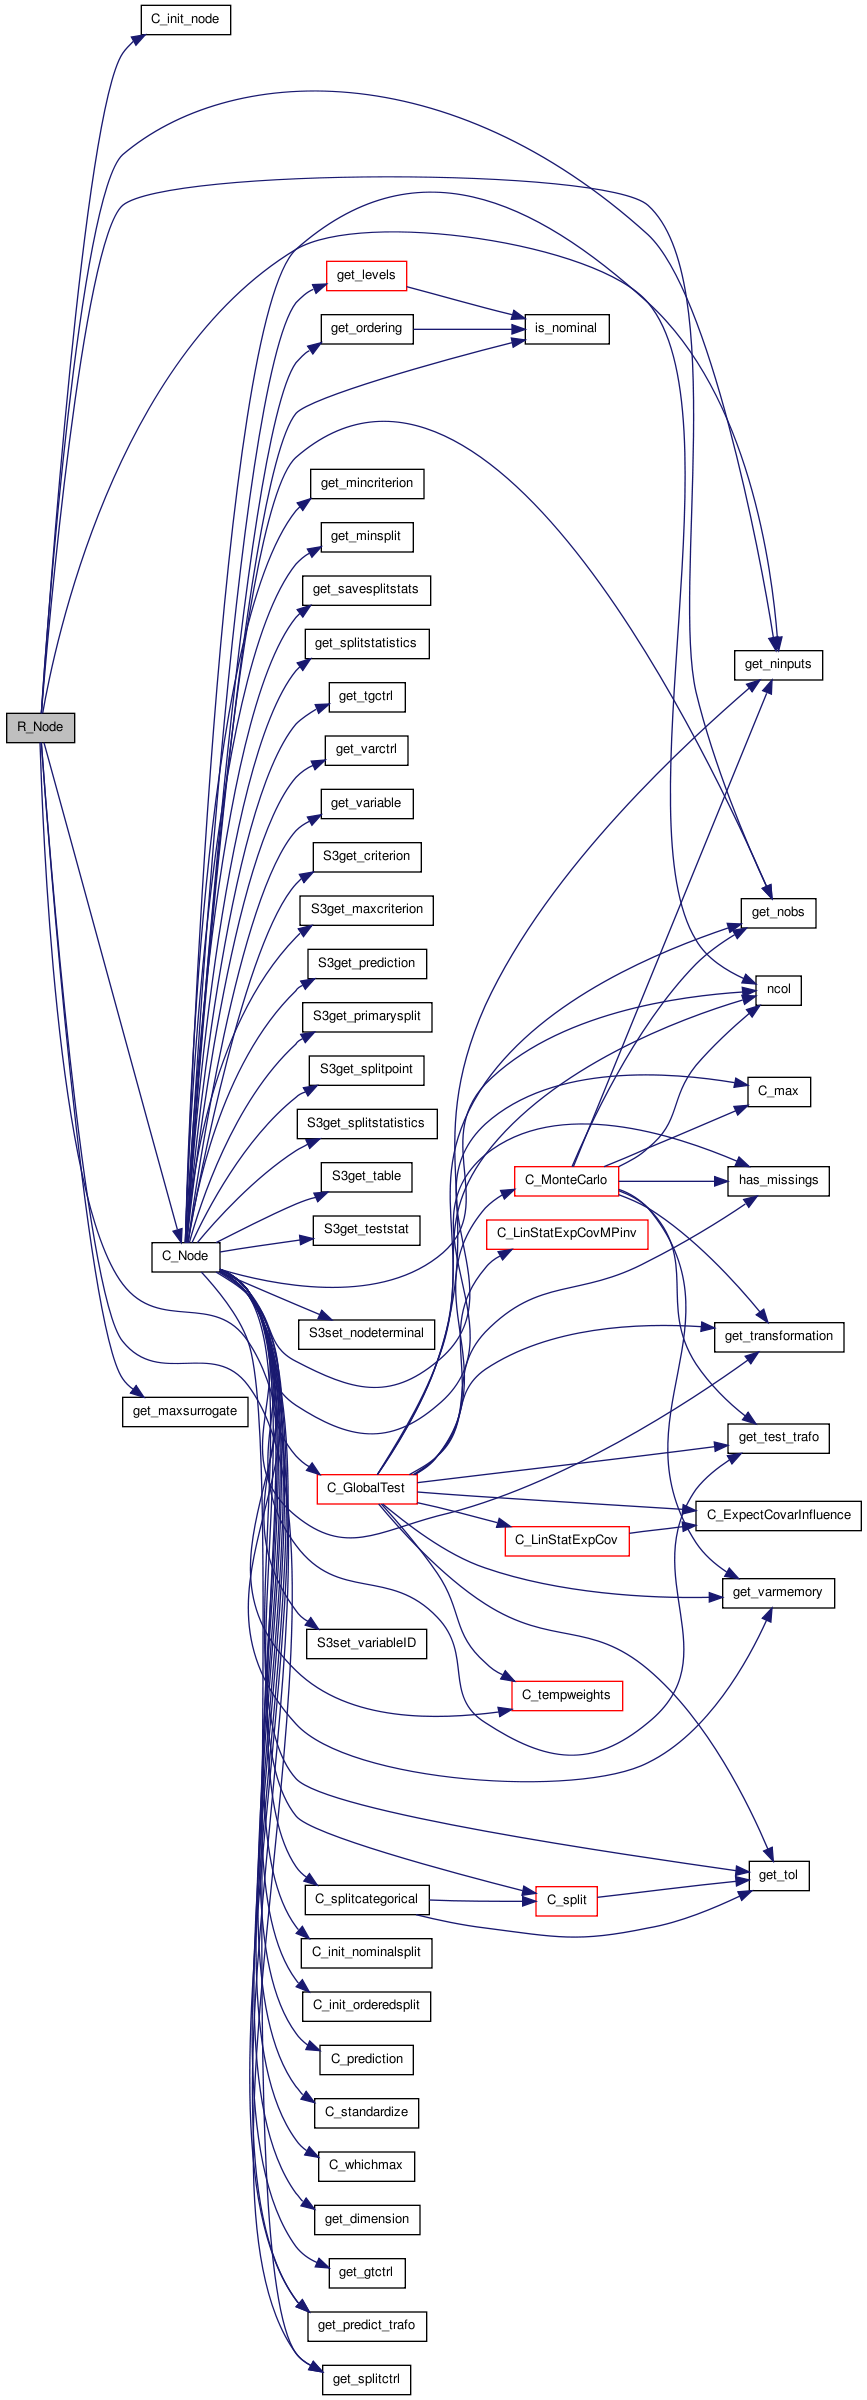 C_init_node
get_levels
get_ordering
is_nominal
get_mincriterion
get_minsplit
get_savesplitstats
get_splitstatistics
get_ninputs
get_tgctrl
R_Node
get_varctrl
get_variable
S3get_criterion
S3get_maxcriterion
get_nobs
S3get_prediction
ncol
S3get_primarysplit
S3get_splitpoint
C_max
S3get_splitstatistics
S3get_table
C_MonteCarlo
has_missings
S3get_teststat
C_LinStatExpCovMPinv
C_Node
S3set_nodeterminal
get_transformation
get_maxsurrogate
get_test_trafo
C_GlobalTest
C_ExpectCovarInfluence
C_LinStatExpCov
get_varmemory
S3set_variableID
C_tempweights
get_tol
C_splitcategorical
C_split
C_init_nominalsplit
C_init_orderedsplit
C_prediction
C_standardize
C_whichmax
get_dimension
get_gtctrl
get_predict_trafo
get_splitctrl